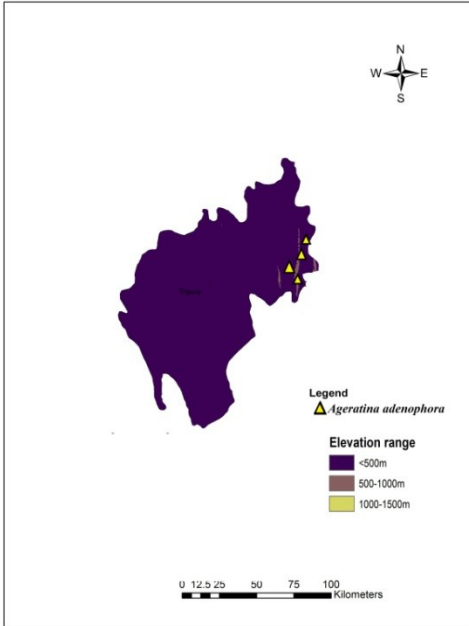 N
W E
S
Legend
Ageratina adenophora
Elevation range
<500m
500-1000m
1000-1500m
0 12.5 25 50 75 100
Kilometers